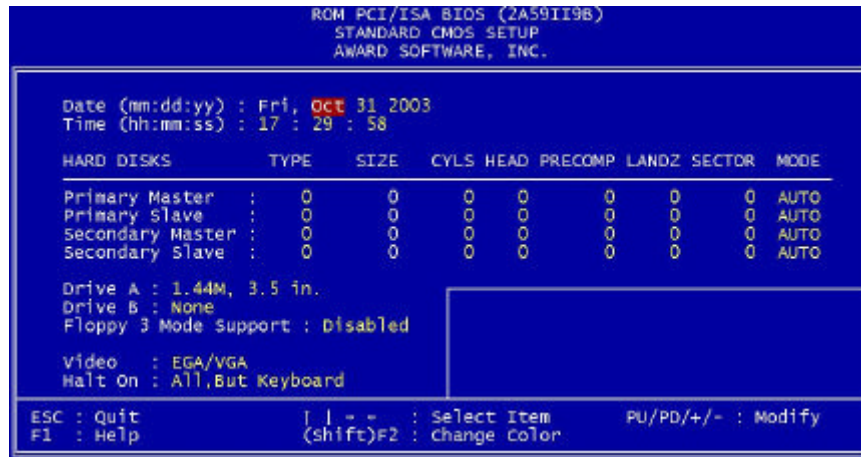 ROM PCI/ISA BIOS (2A59II9B)
STANDARD CMOS SETUP
AWARD SOFTWARE, INC.
Date (mm:dd:yy) : Fri, Oct 31 2003
Time (hh:mm:ss) : 17 : 29 : 58
HARD DISKS TYPE SIZE CYLS HEAD PRECOMP LANDZ SECTOR MODE
Primary Master : 0 0 0 0 0 0 0 AUTO
Primary Slave : 0 0 0 0 0 0 0 AUTO
Secondary Master : 0 0 0 0 0 0 0 AUTO
Secondary Slave : 0 0 0 0 0 0 0 AUTO
Drive A : 1.44M, 3.5 in.
Drive B : None
Floppy 3 Mode Support : Disabled
Video : EGA/VGA
Halt On : All,But Keyboard
ESC : Quit : Select Item PU/PD/+/- : Modify
F1 : Help (Shift)F2 : Change Color